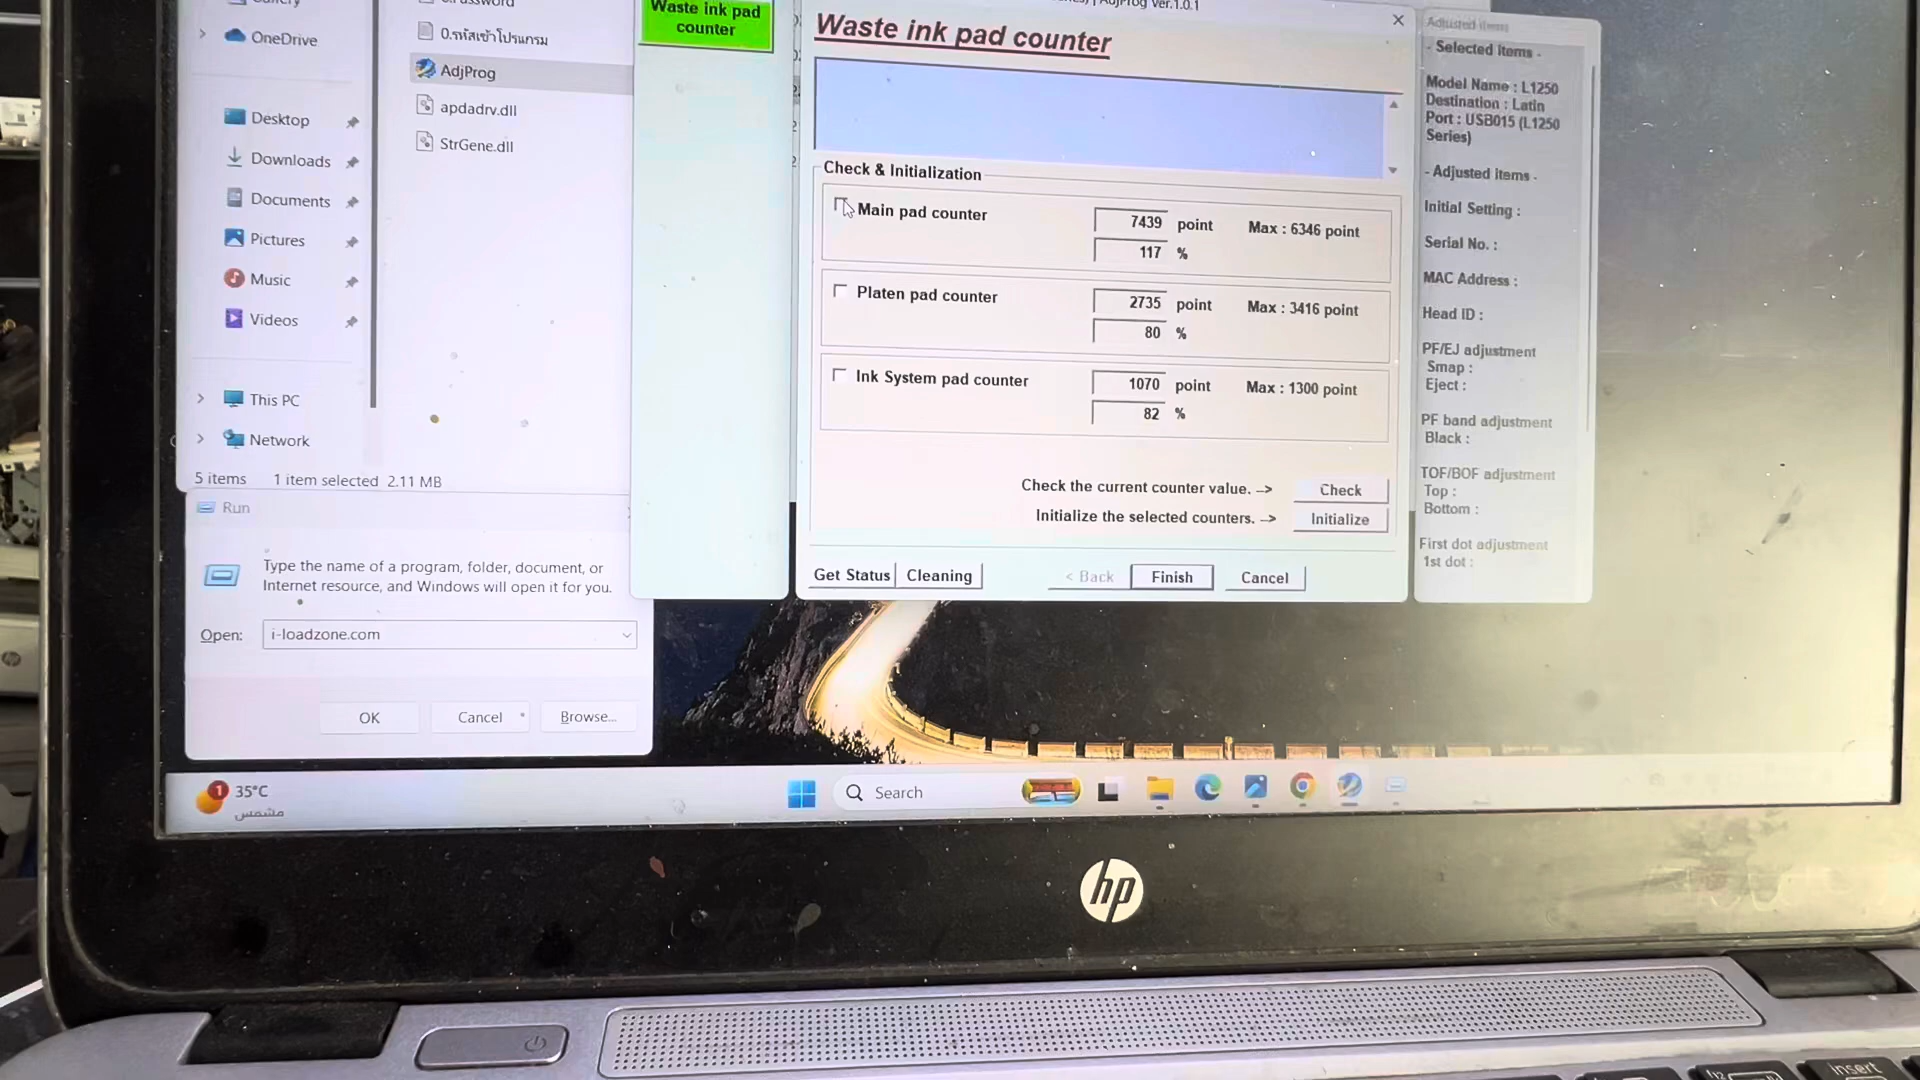 OneDrive
Desktop
Downloads
Documents
Pictures
Music
Videos
This PC
Network
5 items
1 item selected 2.11 MB
0.รหัสเข้าโปรแกรม
AdjProg
apdadrv.dll
StrGene.dll
Run
Type the name of a program, folder, document, or
Internet resource, and Windows will open it for you.
Open:
i-loadzone.com
OK
Cancel
Browse...
Waste ink pad
counter
AdjProg Ver.1.0.1
Waste ink pad counter
Check & Initialization
Main pad counter
7439 point Max : 6346 point
117 %
Platen pad counter
2735 point Max : 3416 point
80 %
Ink System pad counter
1070 point Max : 1300 point
82 %
Check the current counter value. -->
Check
Initialize the selected counters. -->
Initialize
Get Status
Cleaning
< Back
Finish
Cancel
Adjusted items
- Selected items -
Model Name : L1250
Destination : Latin
Port : USB015 (L1250
Series)
- Adjusted items -
Initial Setting :
Serial No. :
MAC Address :
Head ID :
PF/EJ adjustment
Smap :
Eject :
PF band adjustment
Black :
TOF/BOF adjustment
Top :
Bottom :
First dot adjustment
1st dot :
1
35°C
مشمس
Search
hp
Insert